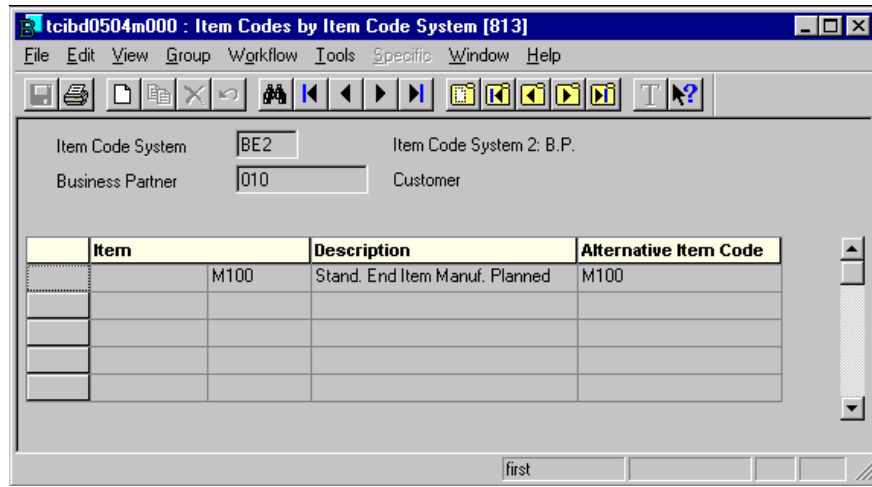 tcibd0504m000 : Item Codes by Item Code System [813]
File Edit View Group Workflow Tools Specific Window Help
T ?
Item Code System BE2 Item Code System 2: B.P.
Business Partner 010 Customer
Item Description Alternative Item Code
M100 Stand. End Item Manuf. Planned M100
first